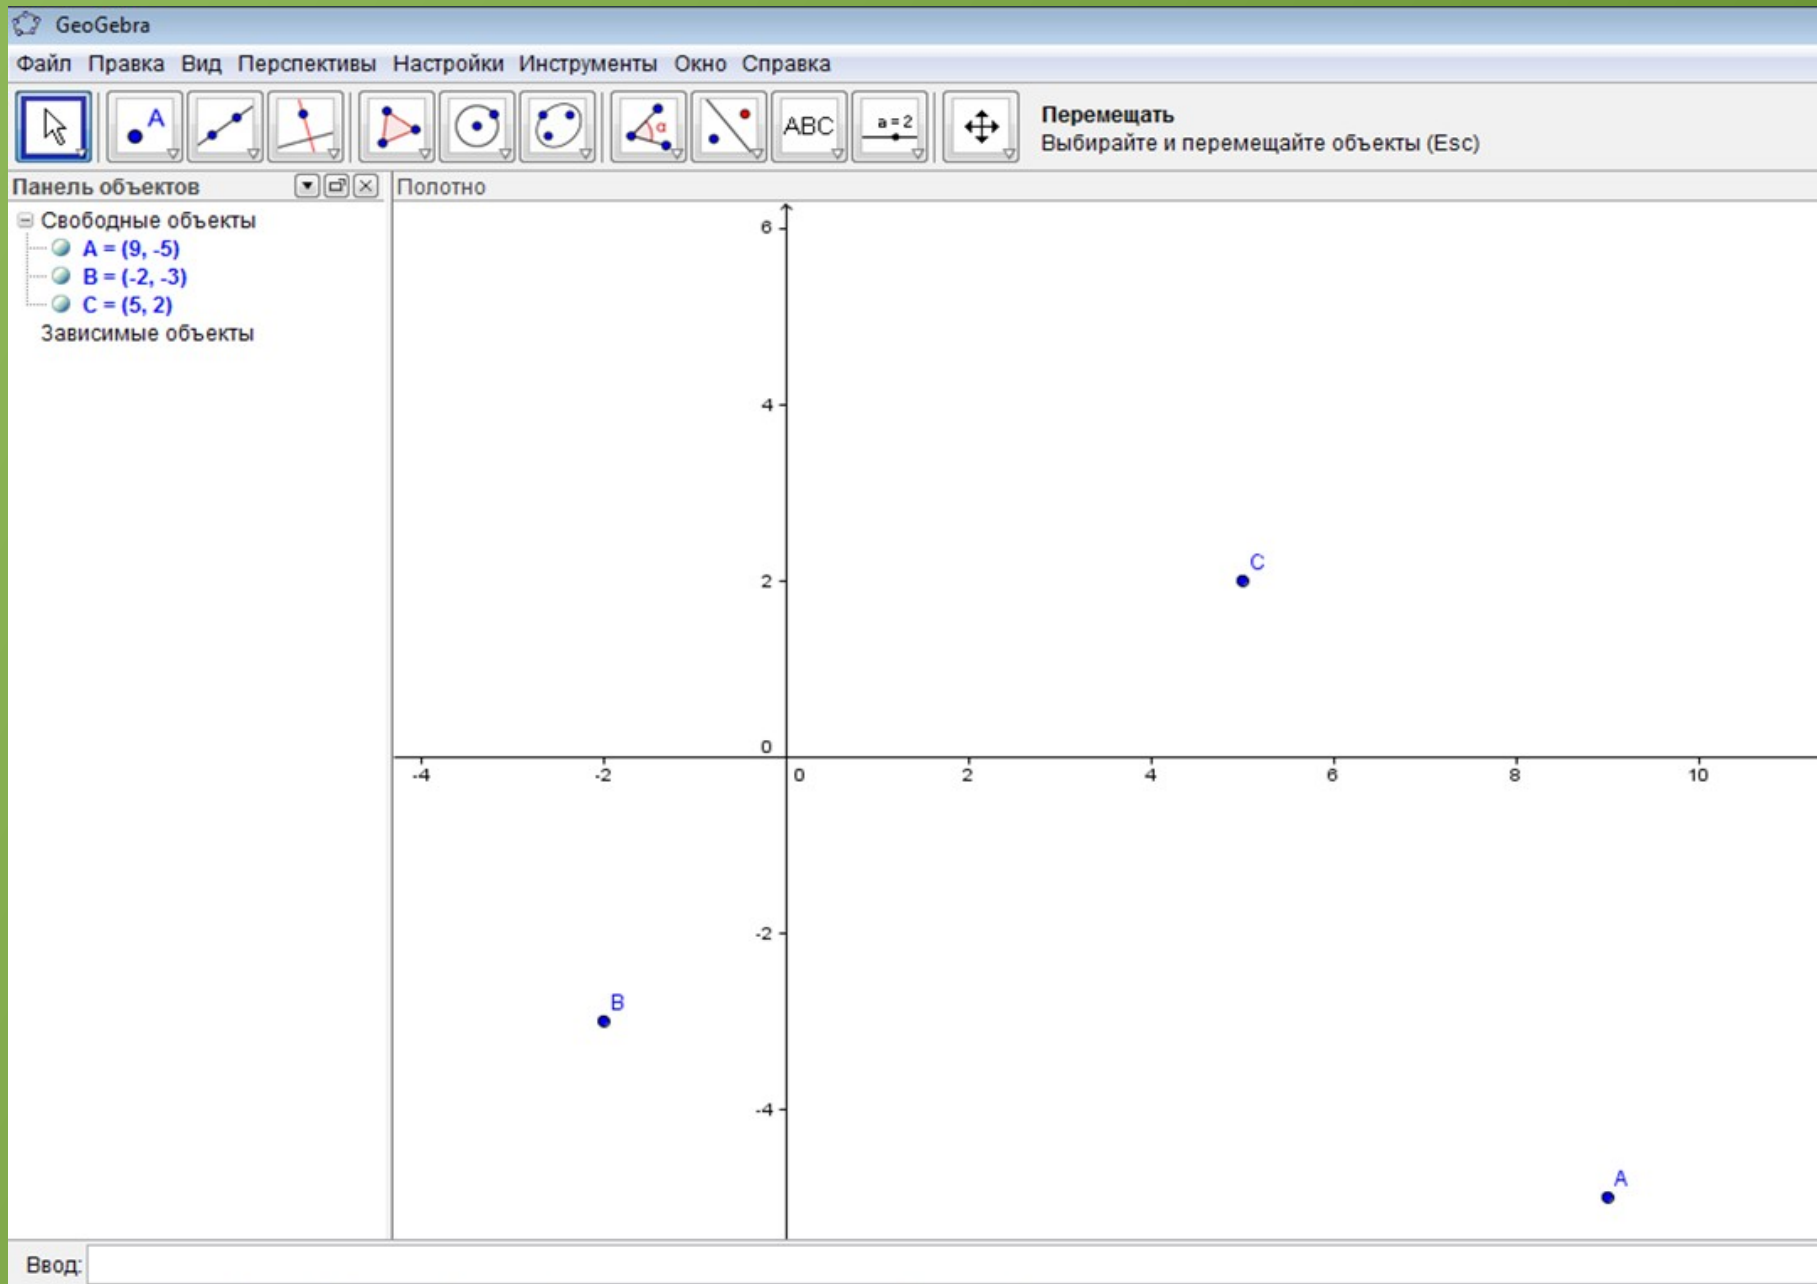 GeoGebra
Файл Правка Вид Перспективы Настройки Инструменты Окно Справка
A
α
ABC
a = 2
Перемещать
Выбирайте и перемещайте объекты (Esc)
Панель объектов
Полотно
Свободные объекты
A = (9, -5)
B = (-2, -3)
C = (5, 2)
Зависимые объекты
6
4
C
2
0
-4 -2 0 2 4 6 8 10
-2
B
-4
A
Ввод: